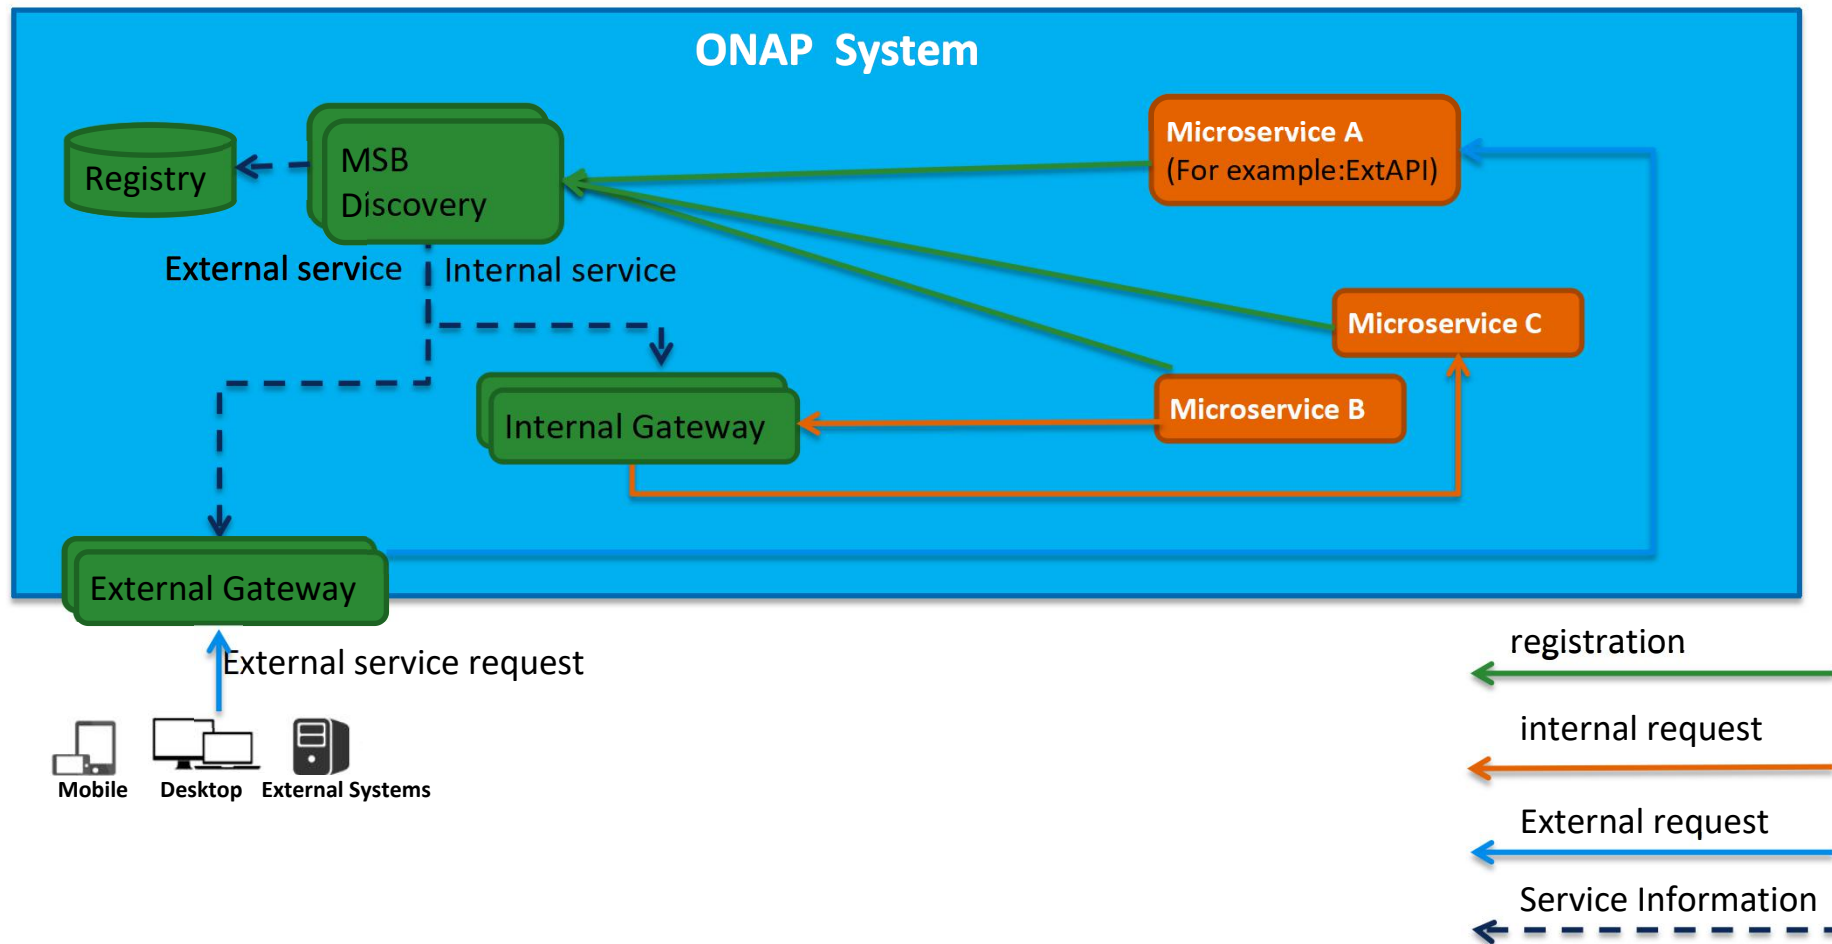 ONAP System
Registry
MSB
Discovery
Microservice A
(For example:ExtAPI)
External service
Internal service
Microservice C
Microservice B
Internal Gateway
External Gateway
External service request
Mobile
Desktop
External Systems
registration
internal request
External request
Service Information